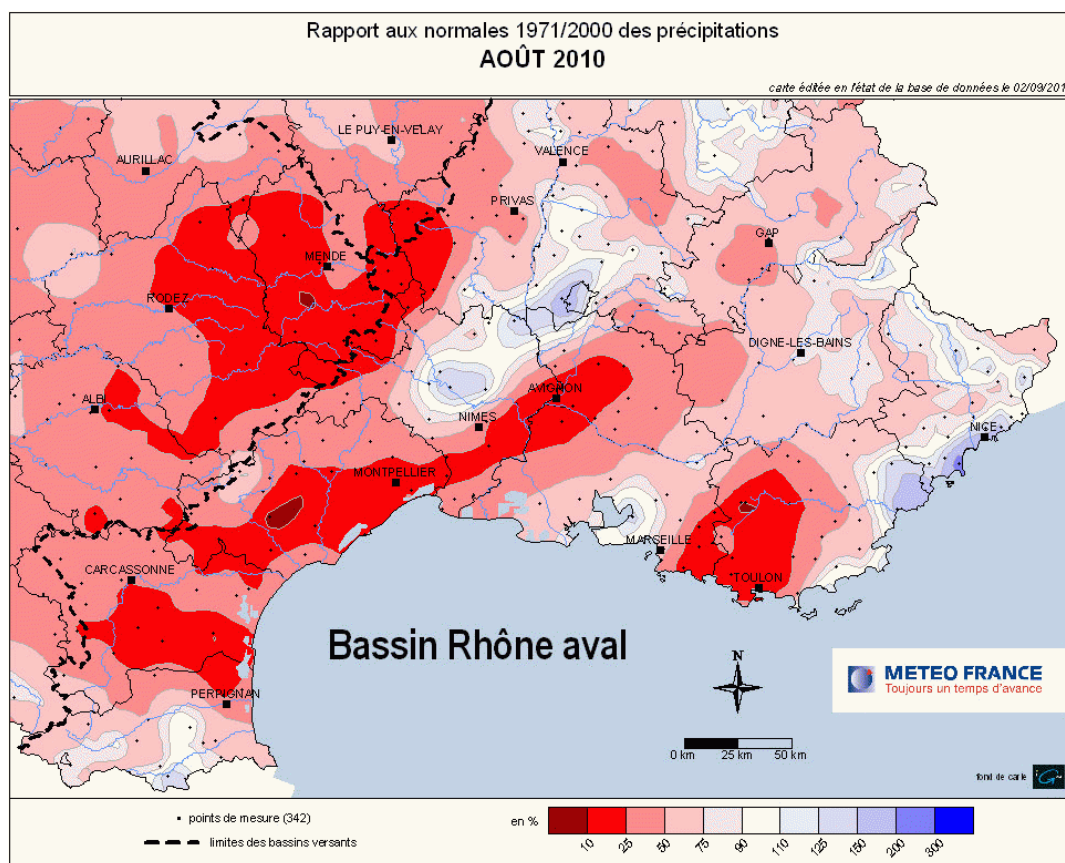 Rapport aux normales 1971/2000 des précipitations
AOÛT 2010
carte éditée en l'état de la base de données le 02/09/201
LE PUY-EN-VELAY
AURILLAC
VALENCE
PRIVAS
GAP
MENDE
RODEZ
DIGNE-LES-BAINS
AVIGNON
ALBI
NIMES
NICE
MONTPELLIER
MARSEILLE
CARCASSONNE
TOULON
Bassin Rhône aval
N
METEO FRANCE
Toujours un temps d'avance
PERPIGNAN
0 km 25 km 50 km
fond de carte
points de mesure (342)
limites des bassins versants
en %
10 25 50 75 90 110 125 150 200 300